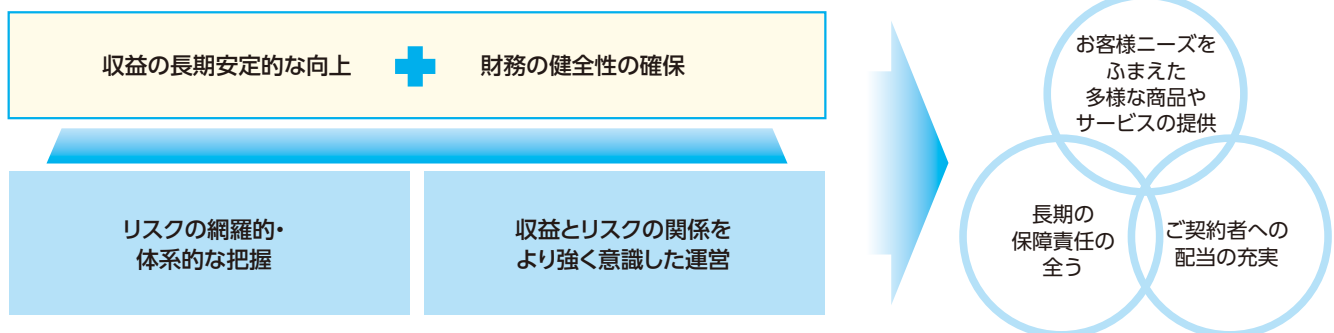 収益の長期安定的な向上
財務の健全性の確保
リスクの網羅的・
体系的な把握
収益とリスクの関係を
より強く意識した運営
お客様ニーズを
ふまえた
多様な商品や
サービスの提供
長期の
保障責任の
全う
ご契約者への
配当の充実